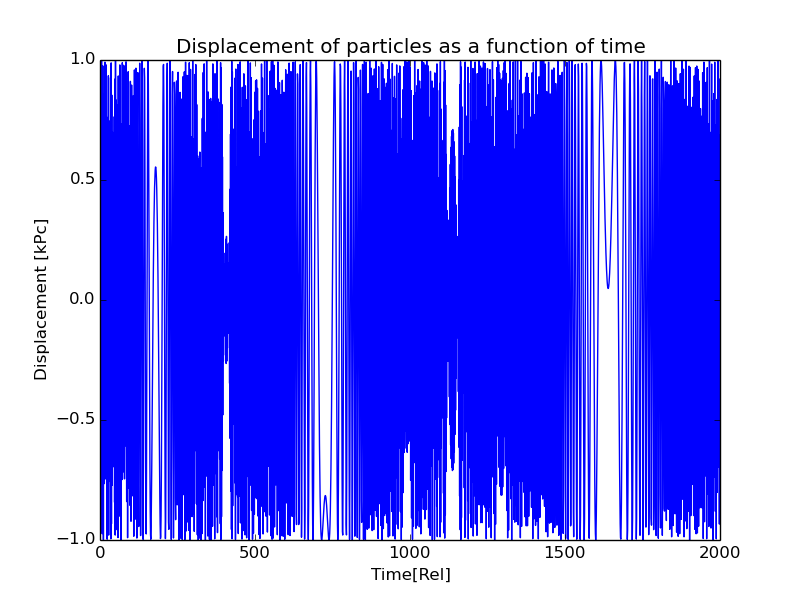 Displacement of particles as a function of time
1.0
0.5
0.0
−0.5
−1.0
Displacement [kPc]
0 500 1000 1500 2000
Time[Rel]